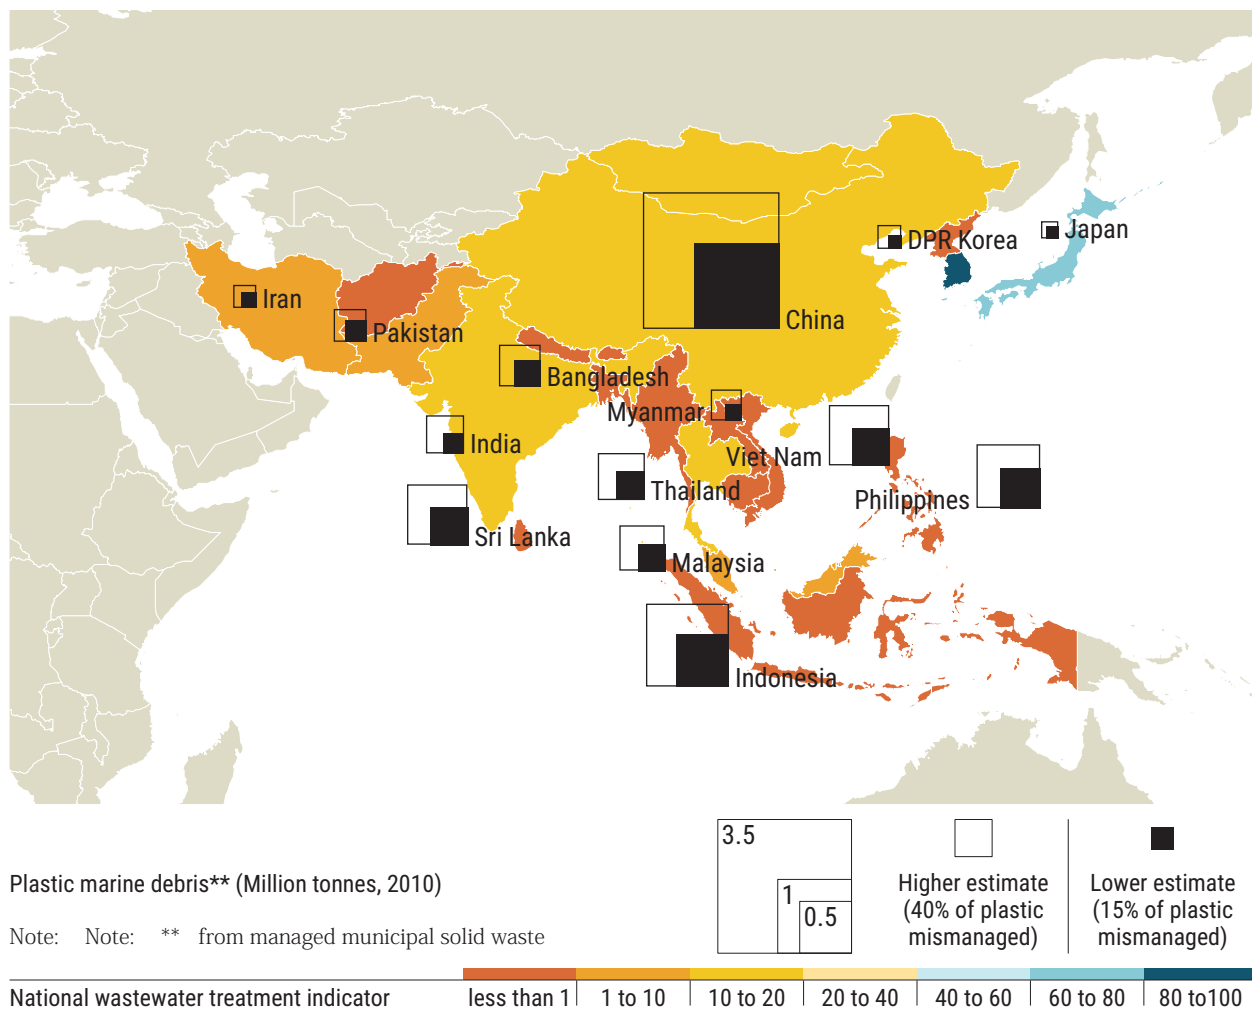 DPR Korea
Japan
Iran
China
Pakistan
Bangladesh
Myanmar
India
Viet Nam
Thailand
Philippines
Sri Lanka
Malaysia
Indonesia
3.5
1
0.5
Plastic marine debris** (Million tonnes, 2010)
Note: Note: ** from managed municipal solid waste
Higher estimate
(40% of plastic
mismanaged)
Lower estimate
(15% of plastic
mismanaged)
National wastewater treatment indicator
less than 1
1 to 10
10 to 20
20 to 40
40 to 60
60 to 80
80 to100